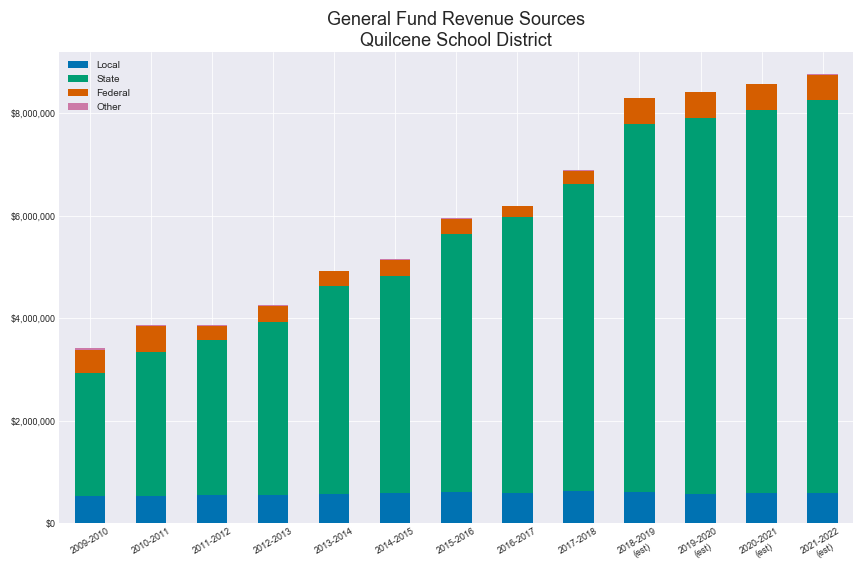 General Fund Revenue Sources
Quilcene School District
Local
State
Federal
Other
$8,000,000
$6,000,000
$4,000,000
$2,000,000
$0
2009-2010
2010-2011
2011-2012
2012-2013
2013-2014
2014-2015
2015-2016
2016-2017
2017-2018
2018-2019
(est)
2019-2020
(est)
2020-2021
(est)
2021-2022
(est)